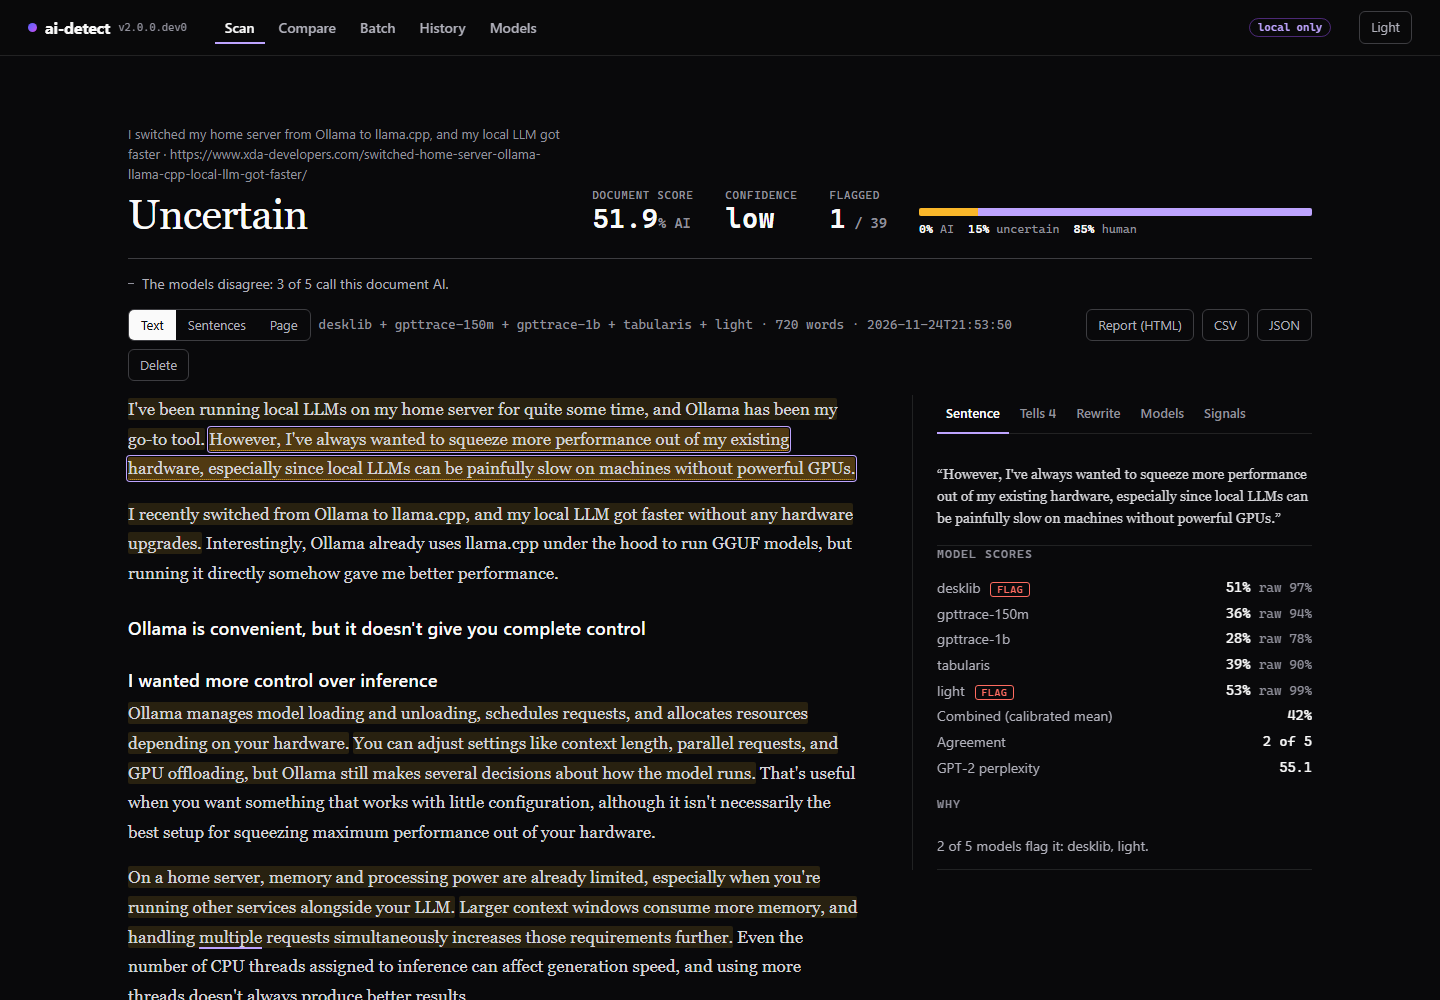 ai-detect v2.0.0.dev0 Scan Compare Batch History Models local only Light
I switched my home server from Ollama to llama.cpp, and my local LLM got
faster · https://www.xda-developers.com/switched-home-server-ollama-
llama-cpp-local-llm-got-faster/
Uncertain
DOCUMENT SCORE
51.9% AI
CONFIDENCE
low
FLAGGED
1 / 39
0% AI 15% uncertain 85% human
– The models disagree: 3 of 5 call this document AI.
Text Sentences Page desklib + gpttrace-150m + gpttrace-1b + tabularis + light · 720 words · 2026-11-24T21:53:50 Report (HTML) CSV JSON
Delete
I've been running local LLMs on my home server for quite some time, and Ollama has been my
go-to tool. However, I've always wanted to squeeze more performance out of my existing
hardware, especially since local LLMs can be painfully slow on machines without powerful GPUs.
I recently switched from Ollama to llama.cpp, and my local LLM got faster without any hardware
upgrades. Interestingly, Ollama already uses llama.cpp under the hood to run GGUF models, but
running it directly somehow gave me better performance.
Ollama is convenient, but it doesn't give you complete control
I wanted more control over inference
Ollama manages model loading and unloading, schedules requests, and allocates resources
depending on your hardware. You can adjust settings like context length, parallel requests, and
GPU offloading, but Ollama still makes several decisions about how the model runs. That's useful
when you want something that works with little configuration, although it isn't necessarily the
best setup for squeezing maximum performance out of your hardware.
On a home server, memory and processing power are already limited, especially when you're
running other services alongside your LLM. Larger context windows consume more memory, and
handling multiple requests simultaneously increases those requirements further. Even the
number of CPU threads assigned to inference can affect generation speed, and using more
threads doesn't always produce better results.
Sentence Tells 4 Rewrite Models Signals
“However, I've always wanted to squeeze more performance
out of my existing hardware, especially since local LLMs can
be painfully slow on machines without powerful GPUs.”
MODEL SCORES
desklib FLAG 51% raw 97%
gpttrace-150m 36% raw 94%
gpttrace-1b 28% raw 78%
tabularis 39% raw 90%
light FLAG 53% raw 99%
Combined (calibrated mean) 42%
Agreement 2 of 5
GPT-2 perplexity 55.1
WHY
2 of 5 models flag it: desklib, light.